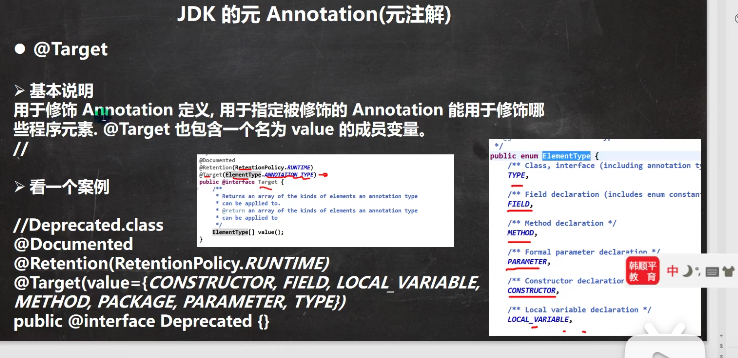 JDK 的元 Annotation(元注解)
● @Target
➢ 基本说明
用于修饰 Annotation 定义, 用于指定被修饰的 Annotation 能用于修饰哪
些程序元素. @Target 也包含一个名为 value 的成员变量。
//
➢ 看一个案例
//Deprecated.class
@Documented
@Retention(RetentionPolicy.RUNTIME)
@Target(value={CONSTRUCTOR, FIELD, LOCAL_VARIABLE,
METHOD, PACKAGE, PARAMETER, TYPE})
public @interface Deprecated {}
@Documented
@Retention(RetentionPolicy.RUNTIME)
@Target(ElementType.ANNOTATION_TYPE)
public @interface Target {
/**
* Returns an array of the kinds of elements an annotation type
* can be applied to.
* @return an array of the kinds of elements an annotation type
* can be applied to
*/
ElementType[] value();
}
*/
public enum ElementType {
/** Class, interface (including annotation ty
TYPE,
/** Field declaration (includes enum constan
FIELD,
/** Method declaration */
METHOD,
/** Formal parameter declaration */
PARAMETER,
/** Constructor declaration
CONSTRUCTOR,
/** Local variable declaration */
LOCAL_VARIABLE,
韩顺平
教育
中